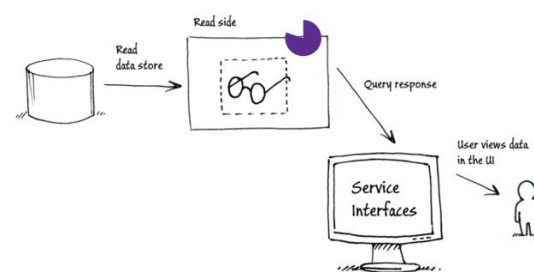 Read side
Read
data store
Query response
User views data
in the UI
Service
Interfaces